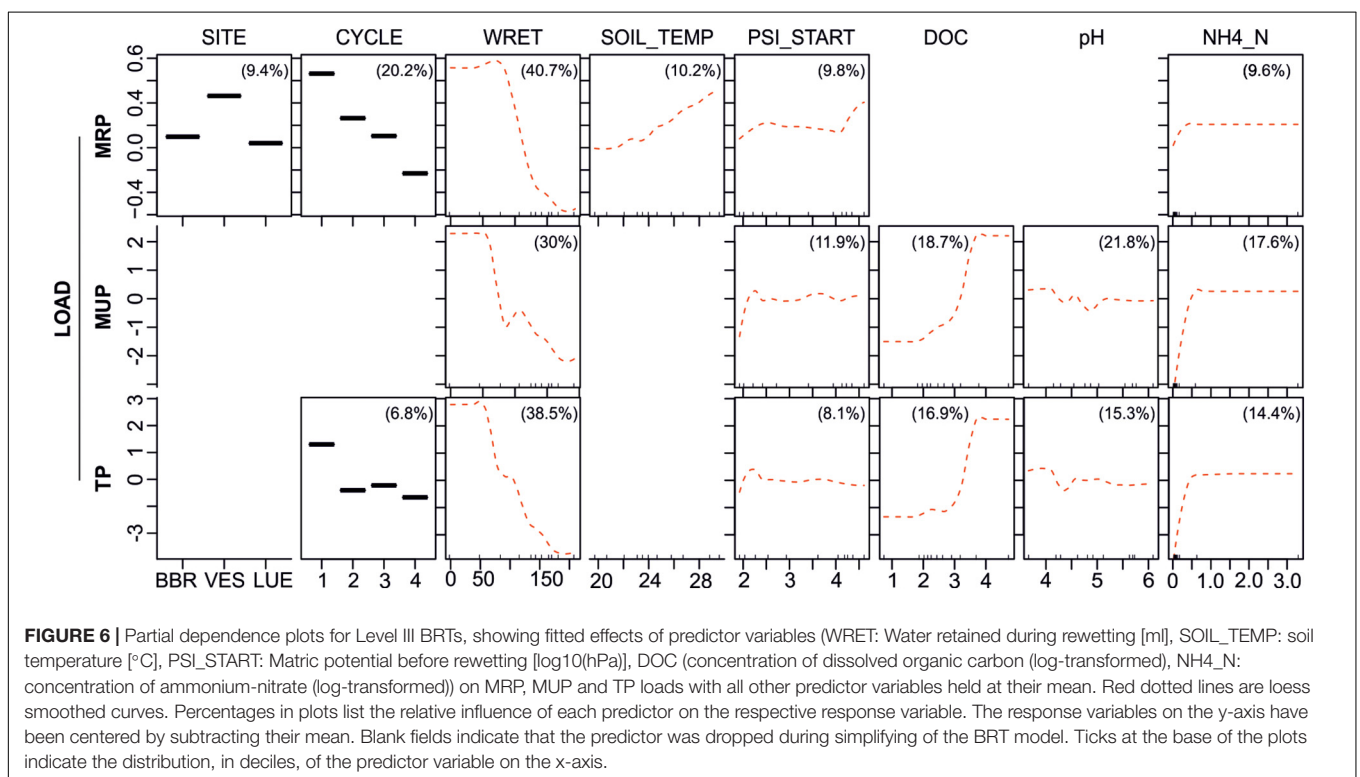 SITE CYCLE WRET SOIL_TEMP PSI_START DOC pH NH4_N
LOAD
MRP
0.6
0.4
0.0
−0.4
(9.4%) (20.2%) (40.7%) (10.2%) (9.8%) (9.6%)
MUP
2
1
0
-1
-2
(30%) (11.9%) (18.7%) (21.8%) (17.6%)
TP
3
2
1
0
-3
(6.8%) (38.5%) (8.1%) (16.9%) (15.3%) (14.4%)
BBR VES LUE 1 2 3 4 0 50 150 20 24 28 2 3 4 1 2 3 4 4 5 6 0 1.0 2.0 3.0
FIGURE 6 | Partial dependence plots for Level III BRTs, showing fitted effects of predictor variables (WRET: Water retained during rewetting [ml], SOIL_TEMP: soil
temperature [°C], PSI_START: Matric potential before rewetting [log10(hPa)], DOC (concentration of dissolved organic carbon (log-transformed), NH4_N:
concentration of ammonium-nitrate (log-transformed)) on MRP, MUP and TP loads with all other predictor variables held at their mean. Red dotted lines are loess
smoothed curves. Percentages in plots list the relative influence of each predictor on the respective response variable. The response variables on the y-axis have
been centered by subtracting their mean. Blank fields indicate that the predictor was dropped during simplifying of the BRT model. Ticks at the base of the plots
indicate the distribution, in deciles, of the predictor variable on the x-axis.